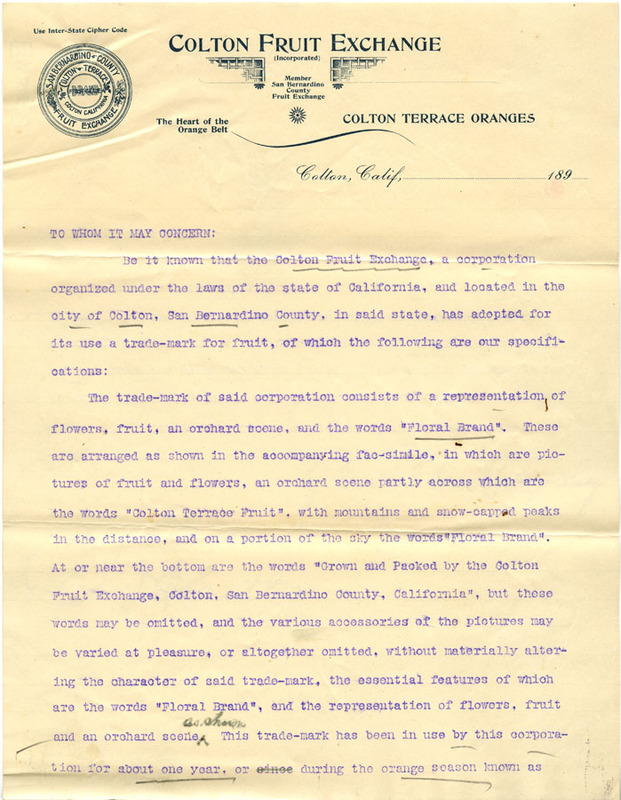 Use Inter-State Cipher Code
COLTON FRUIT EXCHANGE
(Incorporated)
SAN BERNARDINO COUNTY
FRUIT EXCHANGE
COLTON TERRACE
BRAND
COLTON CALIFORNIA
Member
San Bernardino
County
Fruit Exchange
The Heart of the
Orange Belt
COLTON TERRACE ORANGES
Colton, Calif, 189
TO WHOM IT MAY CONCERN:
Be it known that the Colton Fruit Exchange, a corporation
organized under the laws of the state of California, and located in the
city of Colton, San Bernardino County, in said state, has adopted for
its use a trade-mark for fruit, of which the following are our specifi-
cations:
The trade-mark of said corporation consists of a representation of
flowers, fruit, an orchard scene, and the words "Floral Brand". These
are arranged as shown in the accompanying fac-simile, in which are pic-
tures of fruit and flowers, an orchard scene partly across which are
the words "Colton Terrace Fruit". with mountains and snow-capped peaks
in the distance, and on a portion of the sky the words"Floral Brand".
At or near the bottom are the words "Grown and Packed by the Colton
Fruit Exchange, Colton, San Bernardino County, California", but these
words may be omitted, and the various accessories of the pictures may
be varied at pleasure, or altogether omitted, without materially alter-
ing the character of said trade-mark, the essential features of which
are the words "Floral Brand", and the representation of flowers, fruit
as shown
and an orchard scene. This trade-mark has been in use by this corpora-
tion for about one year, or since during the orange season known as